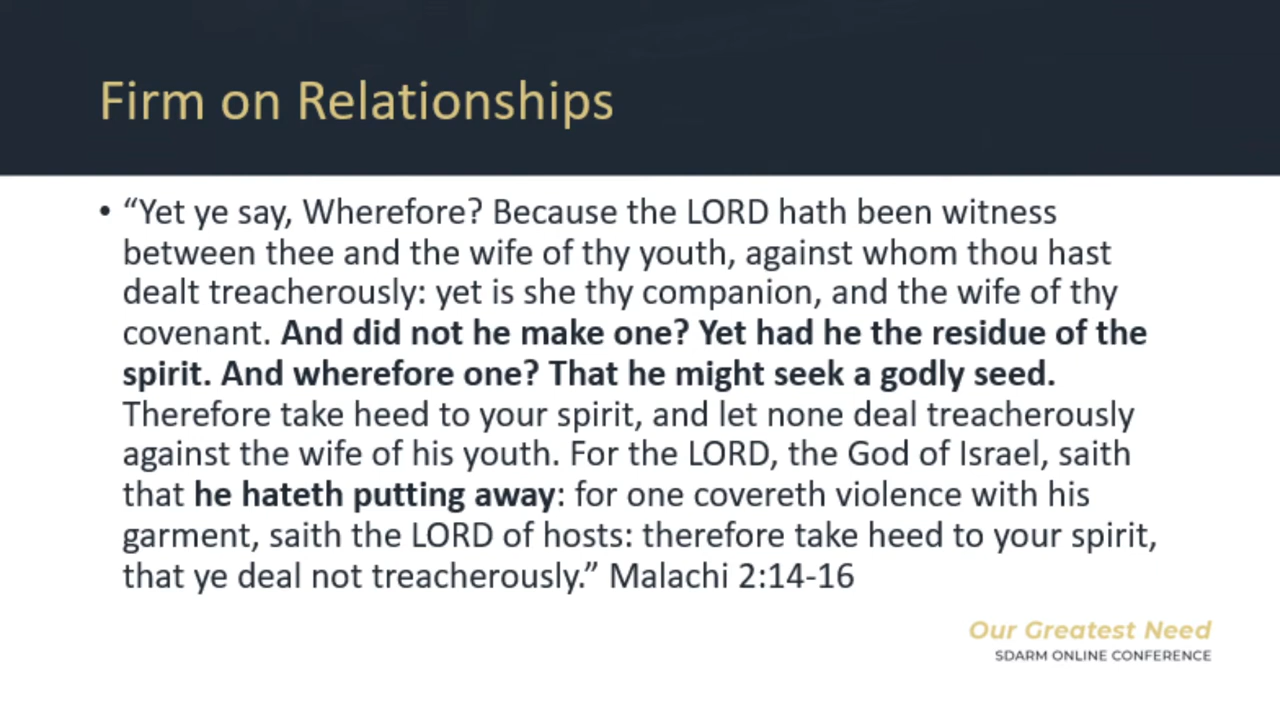 Firm on Relationships
• “Yet ye say, Wherefore? Because the LORD hath been witness
between thee and the wife of thy youth, against whom thou hast
dealt treacherously: yet is she thy companion, and the wife of thy
covenant. And did not he make one? Yet had he the residue of the
spirit. And wherefore one? That he might seek a godly seed.
Therefore take heed to your spirit, and let none deal treacherously
against the wife of his youth. For the LORD, the God of Israel, saith
that he hateth putting away: for one covereth violence with his
garment, saith the LORD of hosts: therefore take heed to your spirit,
that ye deal not treacherously.” Malachi 2:14-16
Our Greatest Need
SDARM ONLINE CONFERENCE